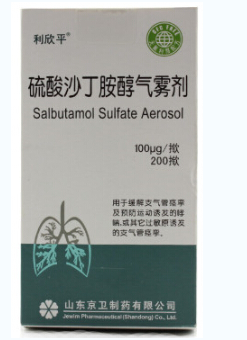 利欣平®
硫酸沙丁胺醇气雾剂
Salbutamol Sulfate Aerosol
100μg/揿
200揿
用于缓解支气管痉挛
及预防运动诱发的哮
喘,或其它过敏原诱发
的支气管痉挛。
山东京卫制药有限公司
Jewim Pharmaceutical (Shandong) Co., Ltd.